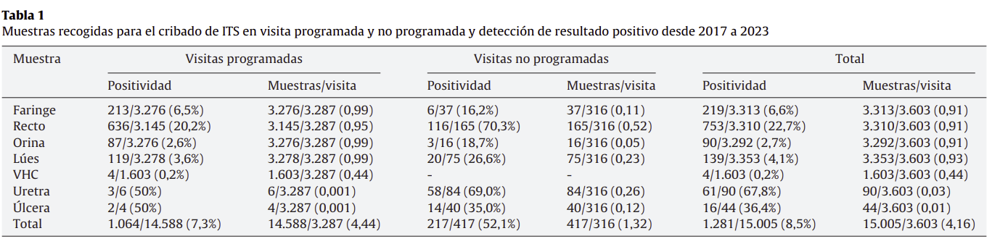 Tabla 1
Muestras recogidas para el cribado de ITS en visita programada y no programada y detección de resultado positivo desde 2017 a 2023
Muestra Visitas programadas Visitas no programadas Total
Positividad Muestras/visita Positividad Muestras/visita Positividad Muestras/visita
Faringe 213/3.276 (6,5%) 3.276/3.287 (0,99) 6/37 (16,2%) 37/316 (0,11) 219/3.313 (6,6%) 3.313/3.603 (0,91)
Recto 636/3.145 (20,2%) 3.145/3.287 (0,95) 116/165 (70,3%) 165/316 (0,52) 753/3.310 (22,7%) 3.310/3.603 (0,91)
Orina 87/3.276 (2,6%) 3.276/3.287 (0,99) 3/16 (18,7%) 16/316 (0,05) 90/3.292 (2,7%) 3.292/3.603 (0,91)
Lúes 119/3.278 (3,6%) 3.278/3.287 (0,99) 20/75 (26,6%) 75/316 (0,23) 139/3.353 (4,1%) 3.353/3.603 (0,93)
VHC 4/1.603 (0,2%) 1.603/3.287 (0,44) - - 4/1.603 (0,2%) 1.603/3.603 (0,44)
Uretra 3/6 (50%) 6/3.287 (0,001) 58/84 (69,0%) 84/316 (0,26) 61/90 (67,8%) 90/3.603 (0,03)
Úlcera 2/4 (50%) 4/3.287 (0,001) 14/40 (35,0%) 40/316 (0,12) 16/44 (36,4%) 44/3.603 (0,01)
Total 1.064/14.588 (7,3%) 14.588/3.287 (4,44) 217/417 (52,1%) 417/316 (1,32) 1.281/15.005 (8,5%) 15.005/3.603 (4,16)